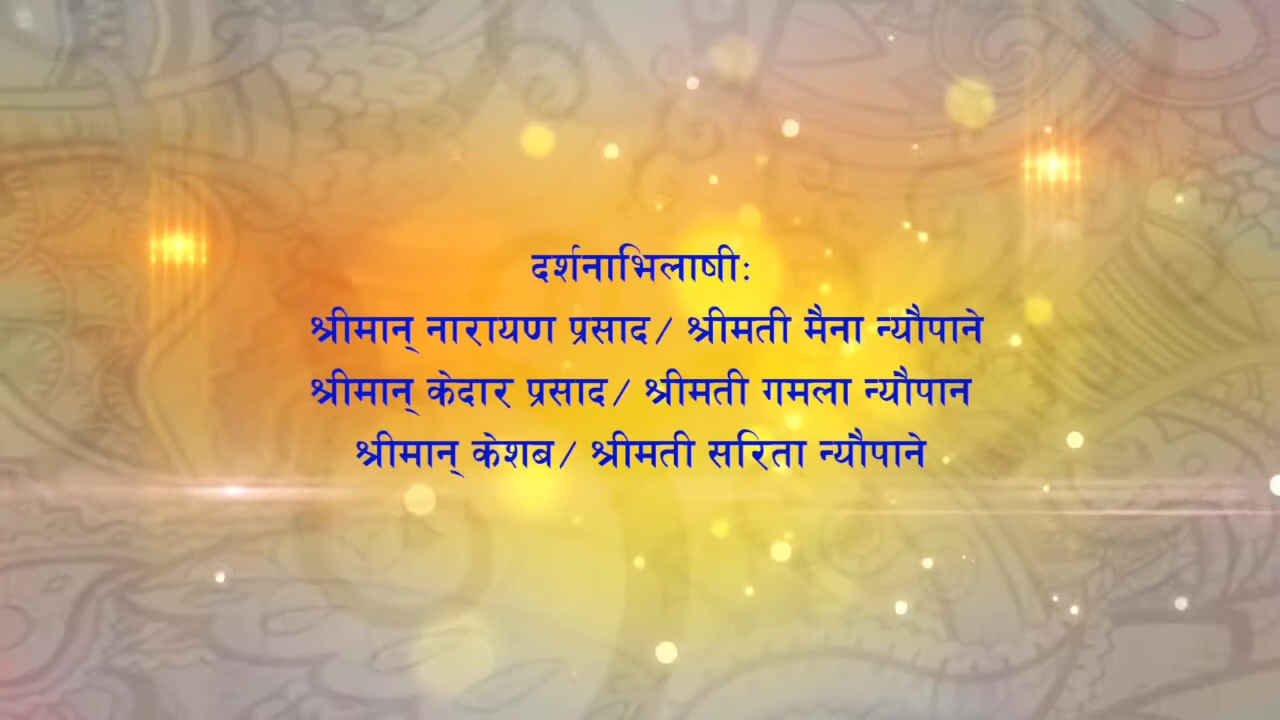 दर्शनाभिलाषीः
श्रीमान् नारायण प्रसाद/ श्रीमती मैना न्यौपाने
श्रीमान् केदार प्रसाद/ श्रीमती गमला न्यौपान
श्रीमान् केशब/ श्रीमती सरिता न्यौपाने